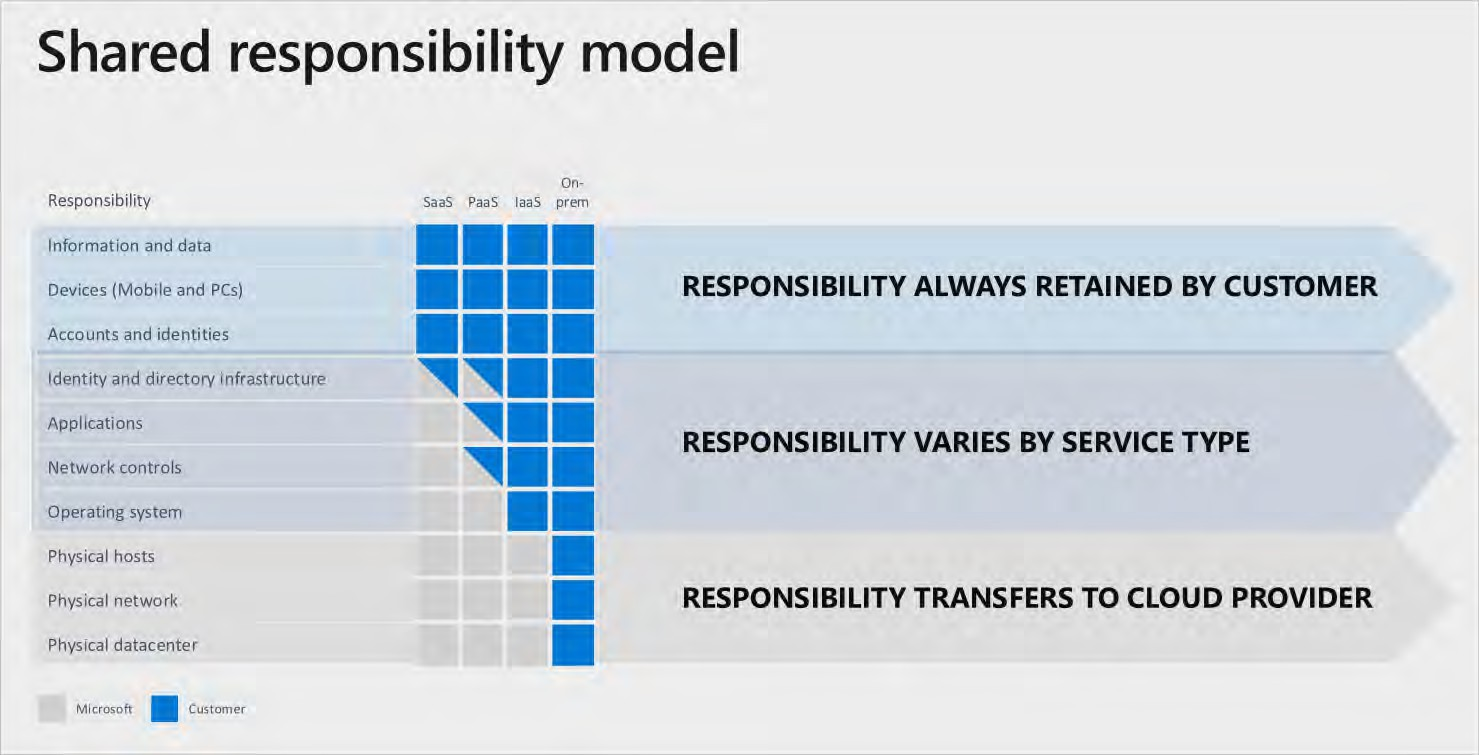 Shared responsibility model
Responsibility
SaaS
PaaS
IaaS
On-
prem
Information and data
Devices (Mobile and PCs)
Accounts and identities
RESPONSIBILITY ALWAYS RETAINED BY CUSTOMER
Identity and directory infrastructure
Applications
Network controls
Operating system
RESPONSIBILITY VARIES BY SERVICE TYPE
Physical hosts
Physical network
Physical datacenter
RESPONSIBILITY TRANSFERS TO CLOUD PROVIDER
Microsoft
Customer